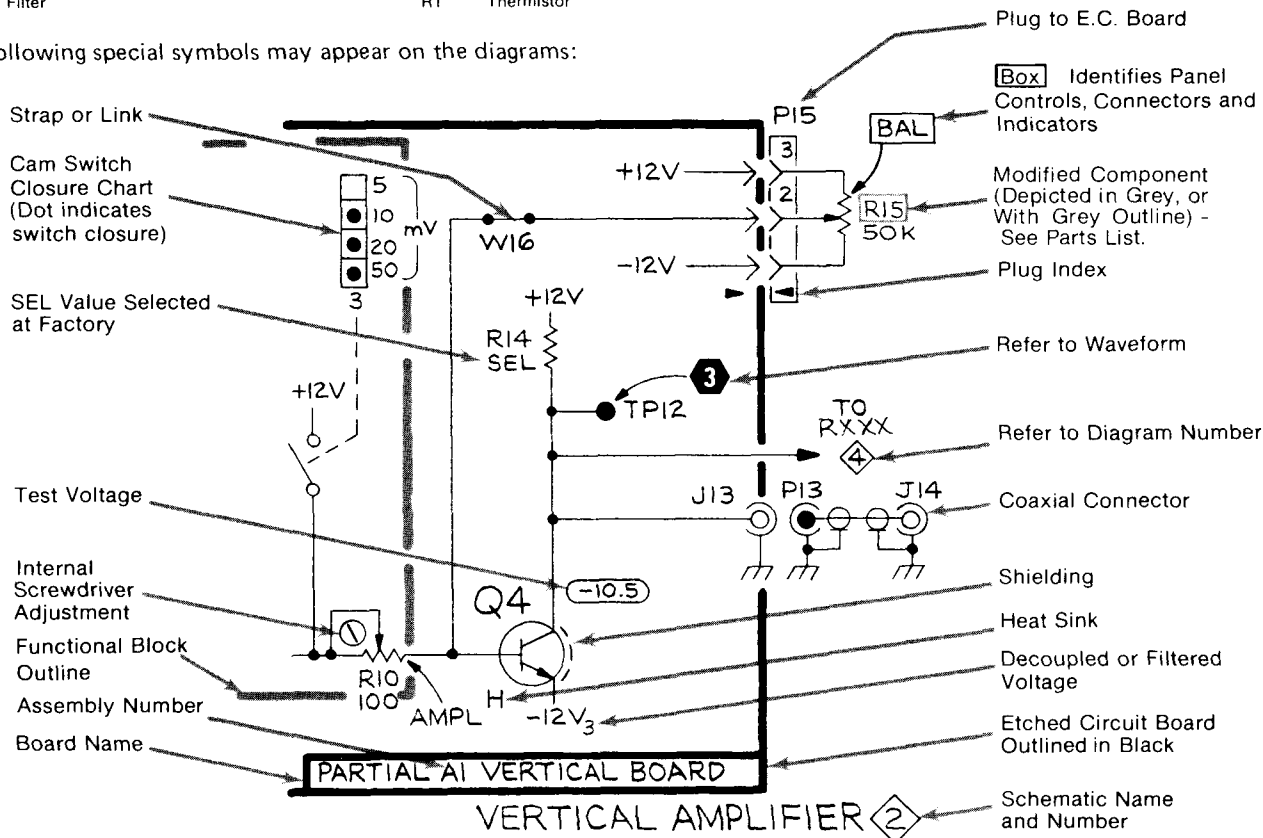 Filter
RT Thermistor
ollowing special symbols may appear on the diagrams:
Plug to E.C. Board
Box Identifies Panel
Controls, Connectors and
Indicators
Modified Component
(Depicted in Grey, or
With Grey Outline) -
See Parts List.
Plug Index
Refer to Waveform
Refer to Diagram Number
Coaxial Connector
Shielding
Heat Sink
Decoupled or Filtered
Voltage
Etched Circuit Board
Outlined in Black
Schematic Name
and Number
Strap or Link
Cam Switch
Closure Chart
(Dot indicates
switch closure)
SEL Value Selected
at Factory
Test Voltage
Internal
Screwdriver
Adjustment
Functional Block
Outline
Assembly Number
Board Name
5
10
20
50
mV
3
+12V
W16
+12V
-12V
P15
3
2
BAL
R15
50K
+12V
R14
SEL
3
TP12
TO
RXXX
4
J13
P13
J14
-10.5
Q4
R10
100
AMPL
H
-12V3
PARTIAL A1 VERTICAL BOARD
VERTICAL AMPLIFIER 2